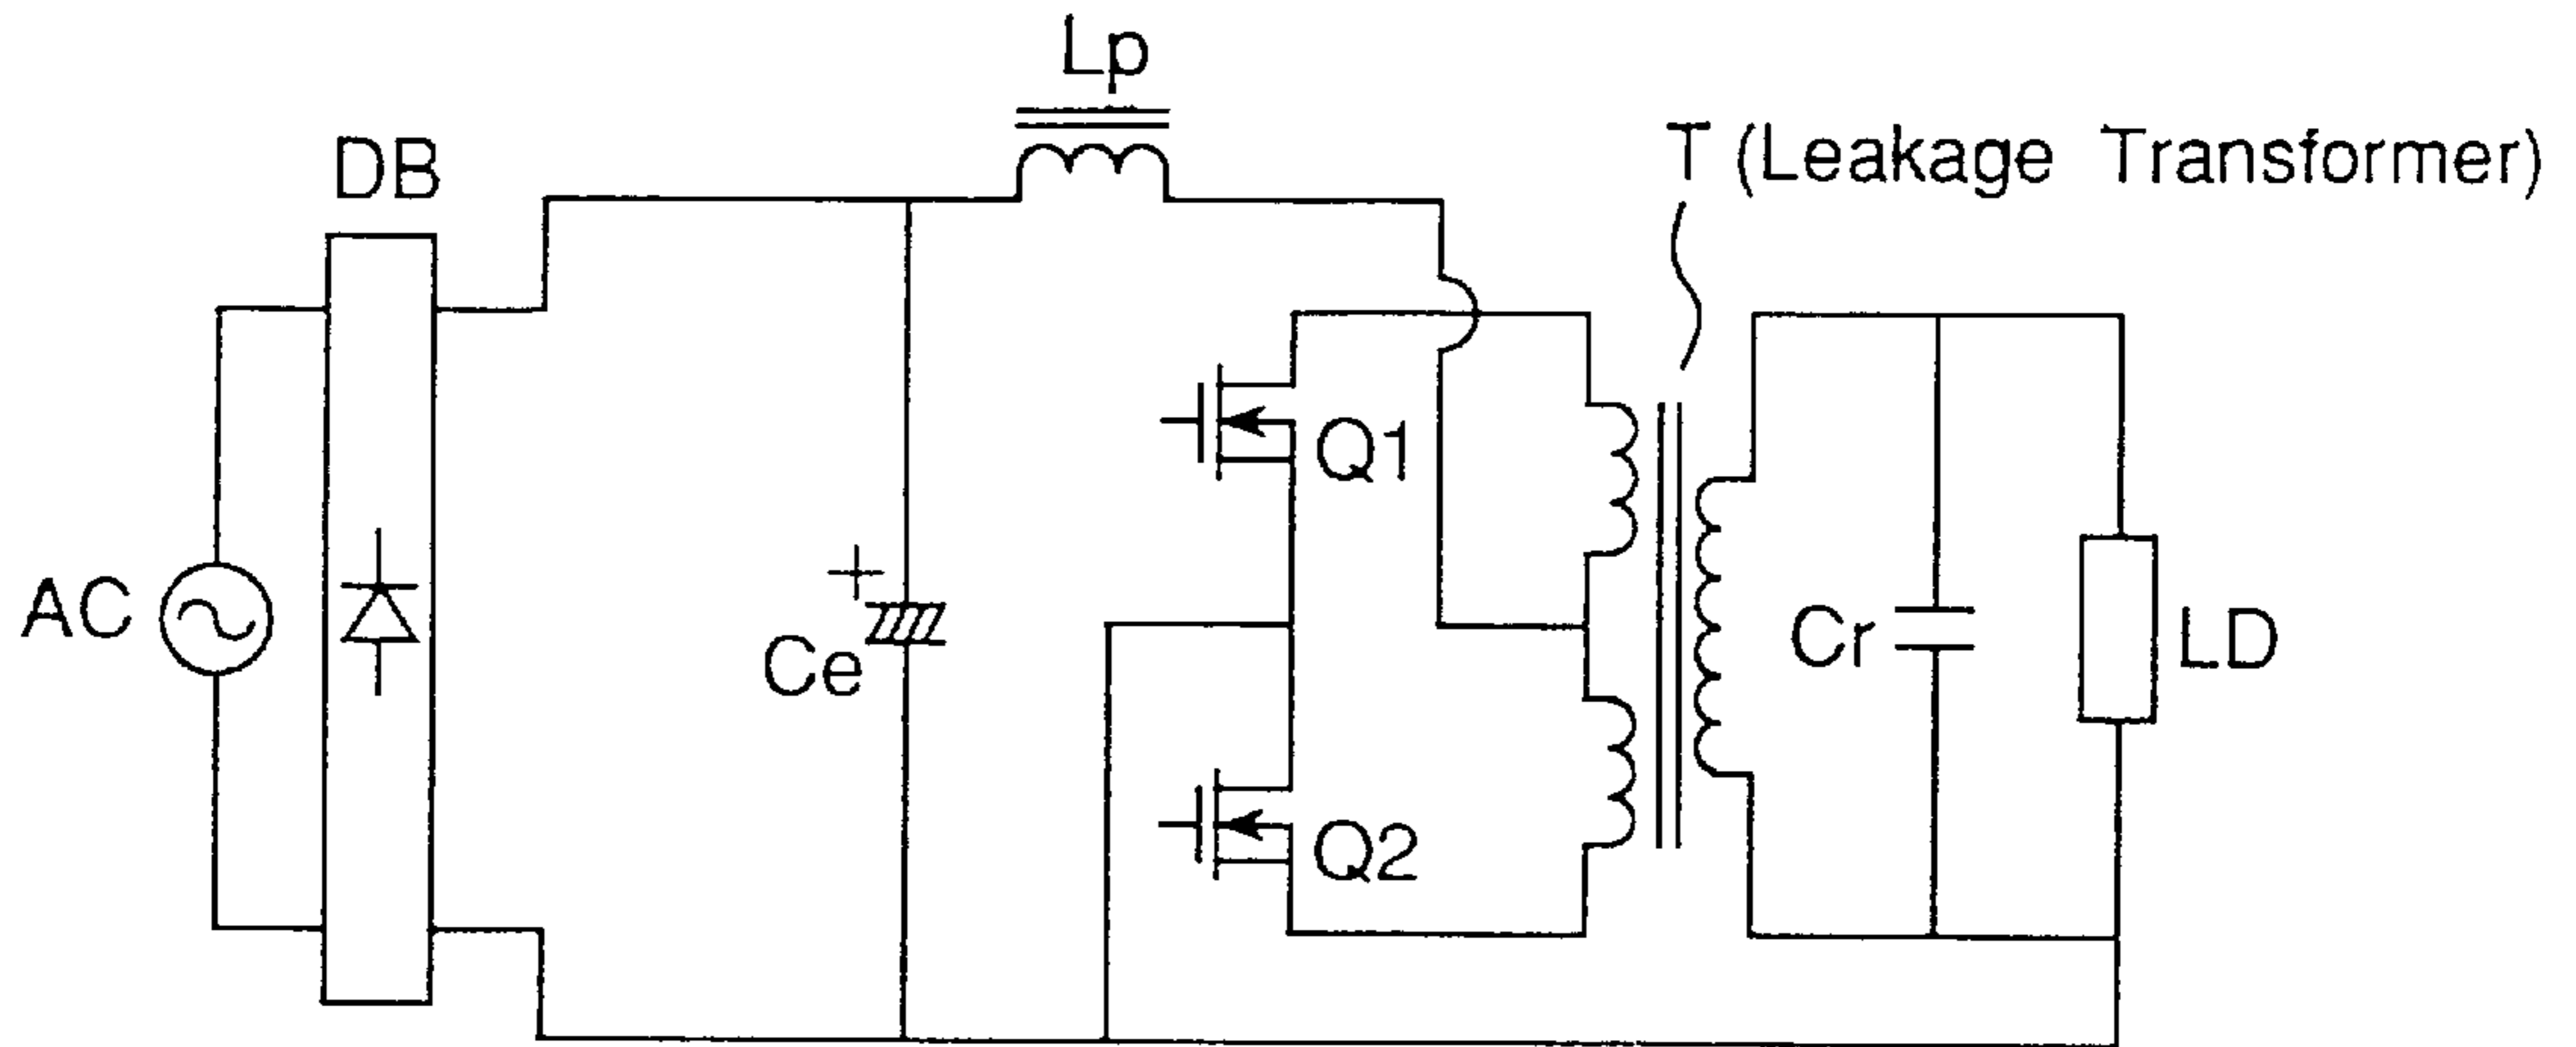 Lp
DB
T (Leakage Transformer)
Q1
AC
+
Ce
Cr
LD
Q2